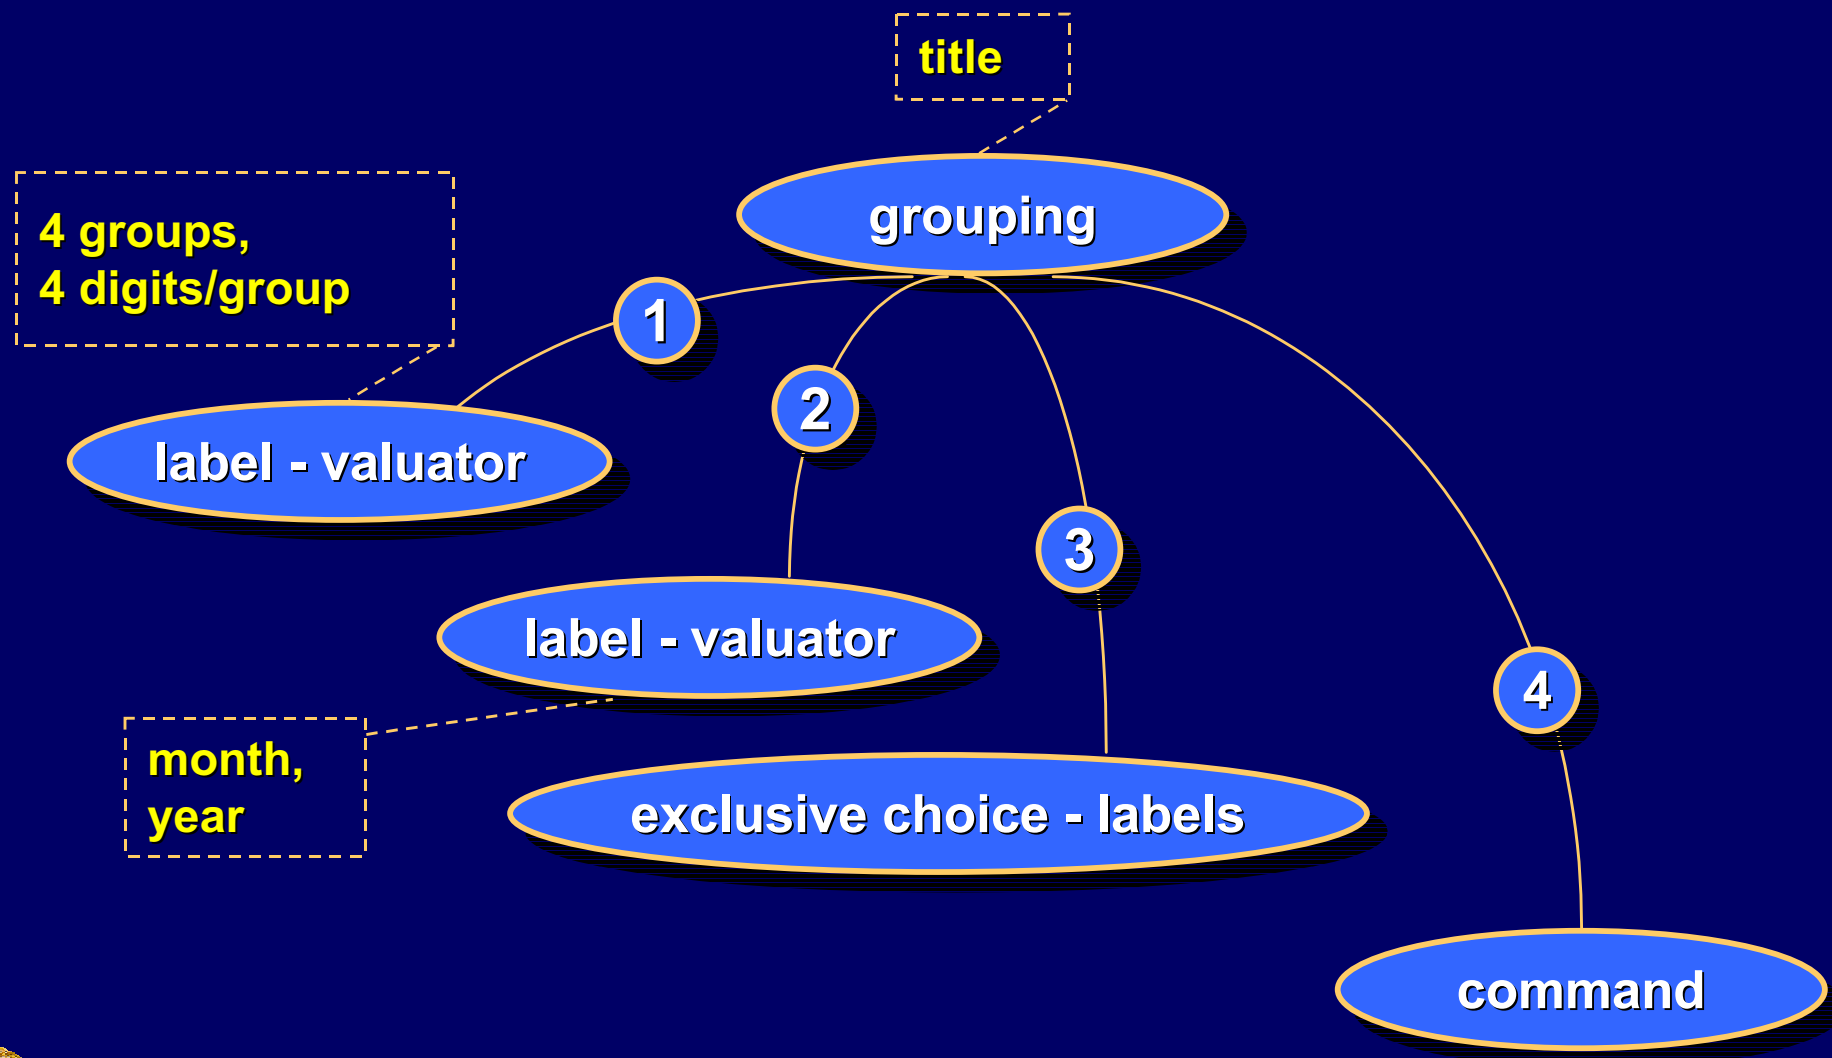 title
grouping
4 groups,
4 digits/group
1
2
label - valuator
3
label - valuator
4
month,
year
exclusive choice - labels
command